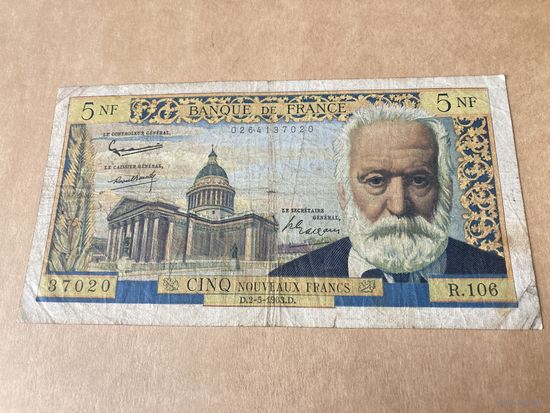 5 NF BANQUE DE FRANCE 5 NF
0264137020
LE CONTROLEUR GÉNÉRAL,
LE CAISSIER GÉNÉRAL,
LE SECRÉTAIRE
GÉNÉRAL,
37020 CINQ NOUVEAUX FRANCS R.106
D.2-5-1963.D.